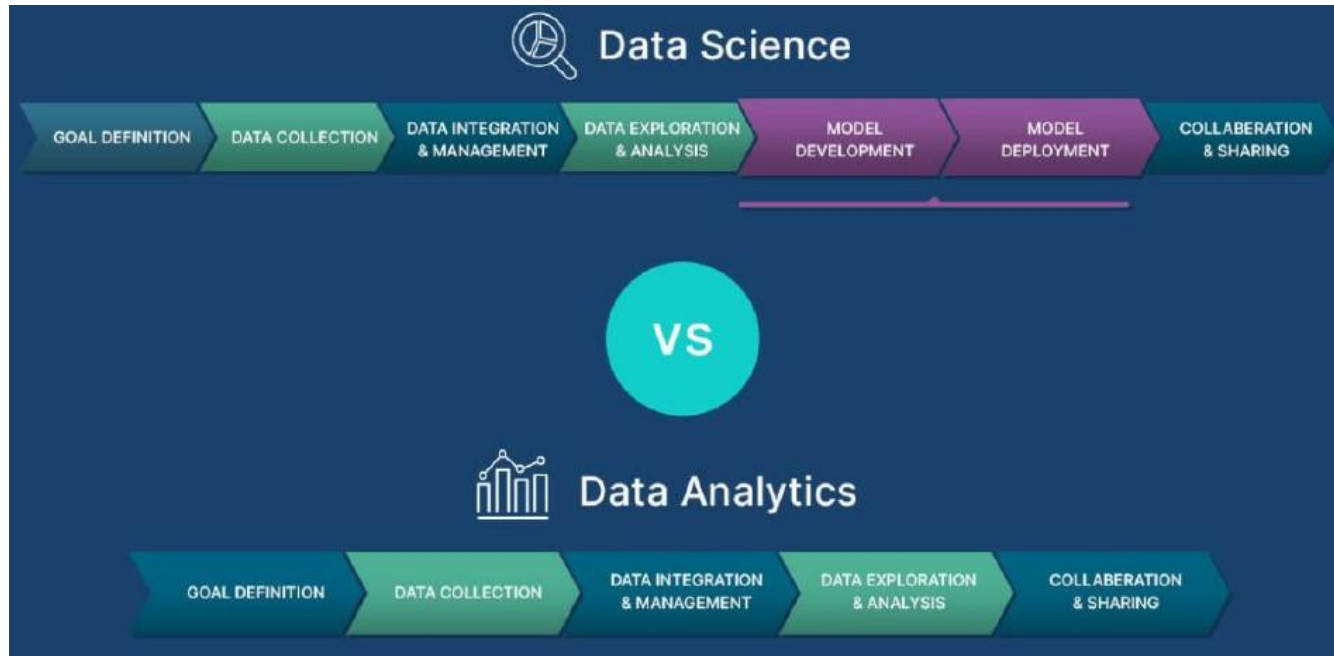 Data Science
GOAL DEFINITION
DATA COLLECTION
DATA INTEGRATION
& MANAGEMENT
DATA EXPLORATION
& ANALYSIS
MODEL
DEVELOPMENT
MODEL
DEPLOYMENT
COLLABERATION
& SHARING
VS
Data Analytics
GOAL DEFINITION
DATA COLLECTION
DATA INTEGRATION
& MANAGEMENT
DATA EXPLORATION
& ANALYSIS
COLLABERATION
& SHARING